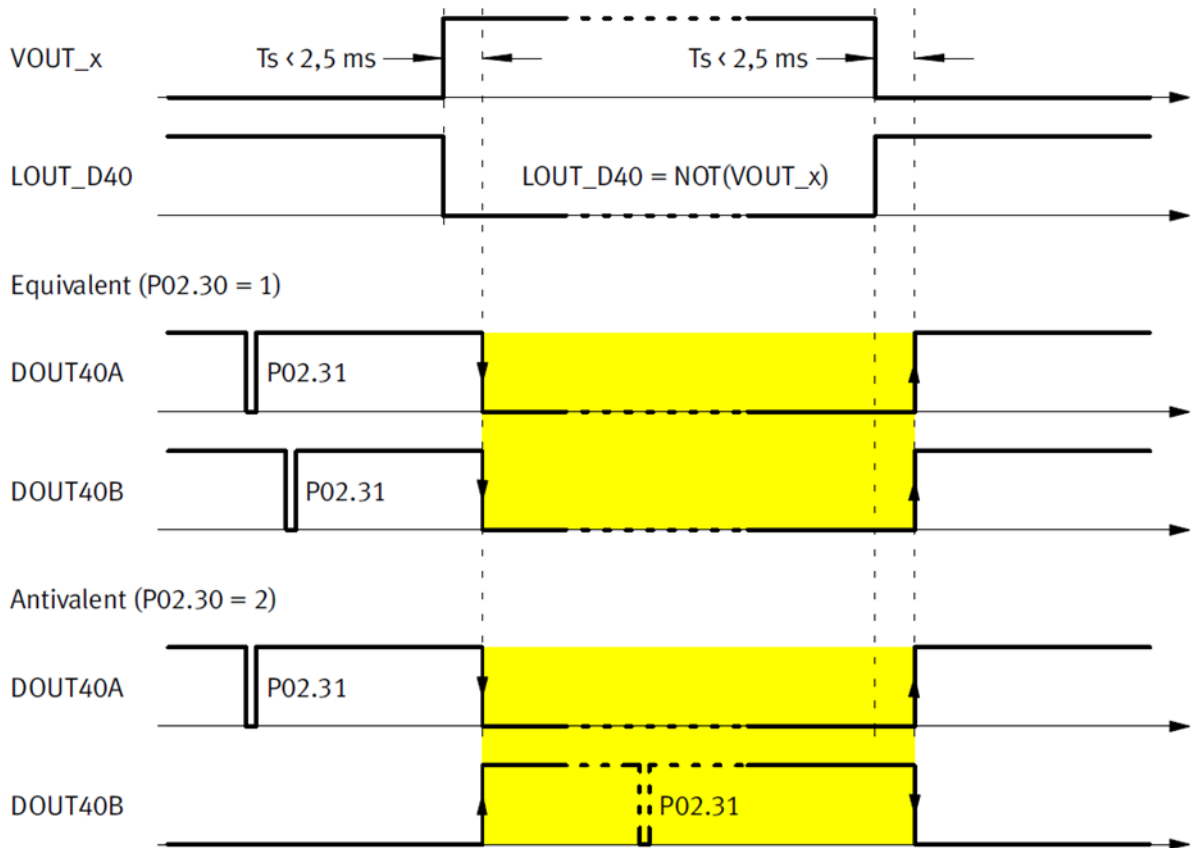 VOUT_x
Ts < 2,5 ms
Ts < 2,5 ms
LOUT_D40
LOUT_D40 = NOT(VOUT_x)
Equivalent (P02.30 = 1)
DOUT40A
P02.31
DOUT40B
P02.31
Antivalent (P02.30 = 2)
DOUT40A
P02.31
DOUT40B
P02.31